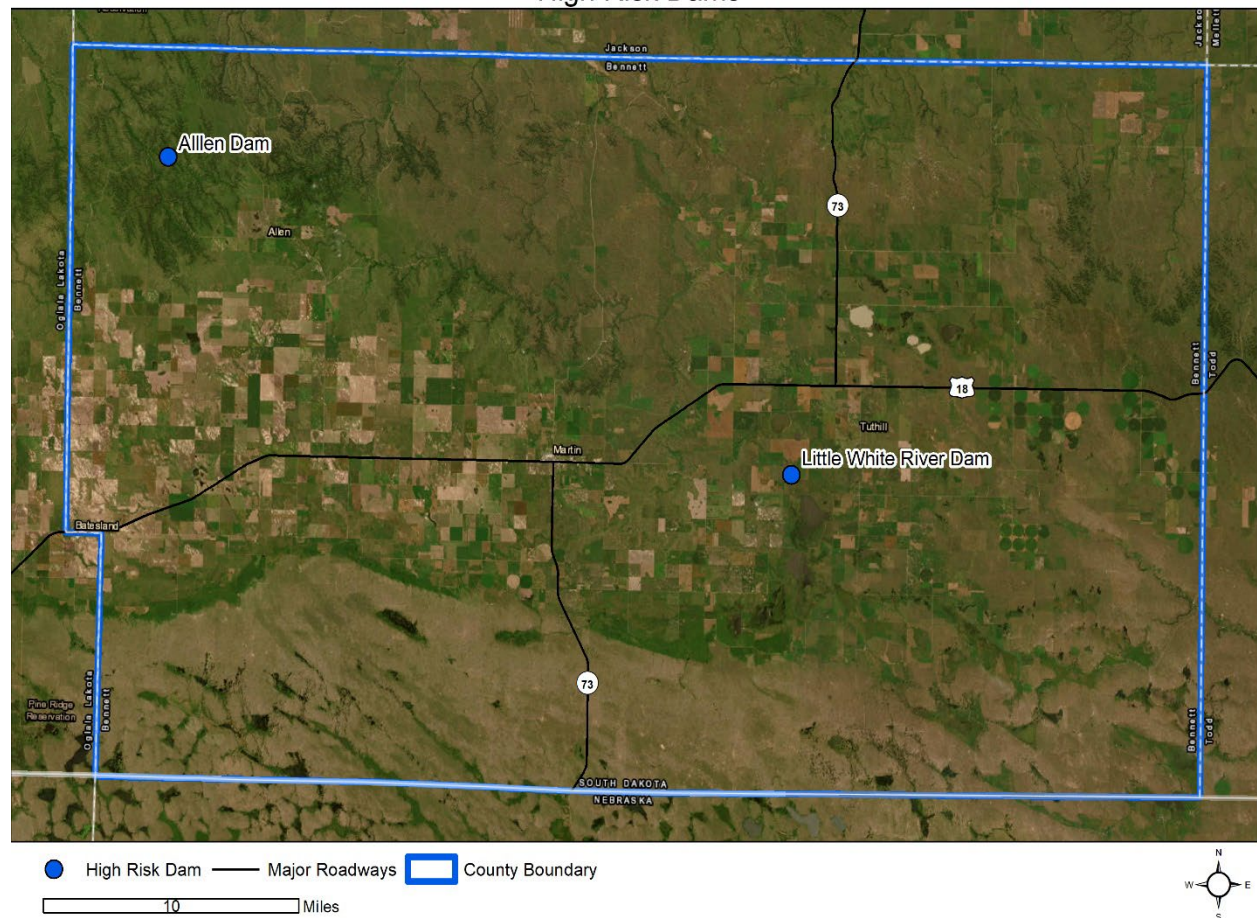 High Risk Dams
Jackson
Bennett
Jackson
Mellett
Alllen Dam
73
Allen
Oglala Lakota
Bennett
Bennett
Todd
18
Tuthill
Martin
Little White River Dam
Batesland
73
Pine Ridge
Reservation
Oglala Lakota
Bennett
Bennett
Todd
SOUTH DAKOTA
NEBRASKA
High Risk Dam
Major Roadways
County Boundary
10
Miles
N
W
E
S